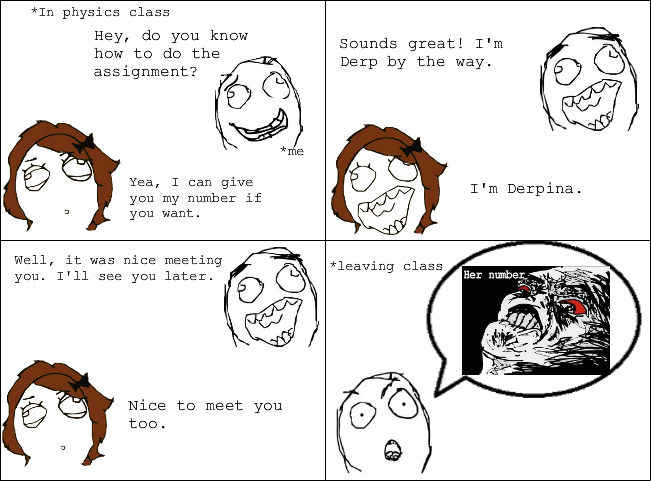 *In physics class
Hey, do you know
how to do the
assignment?
*me
Yea, I can give
you my number if
you want.
Sounds great! I'm
Derp by the way.
I'm Derpina.
Well, it was nice meeting
you. I'll see you later.
Nice to meet you
too.
*leaving class
Her number